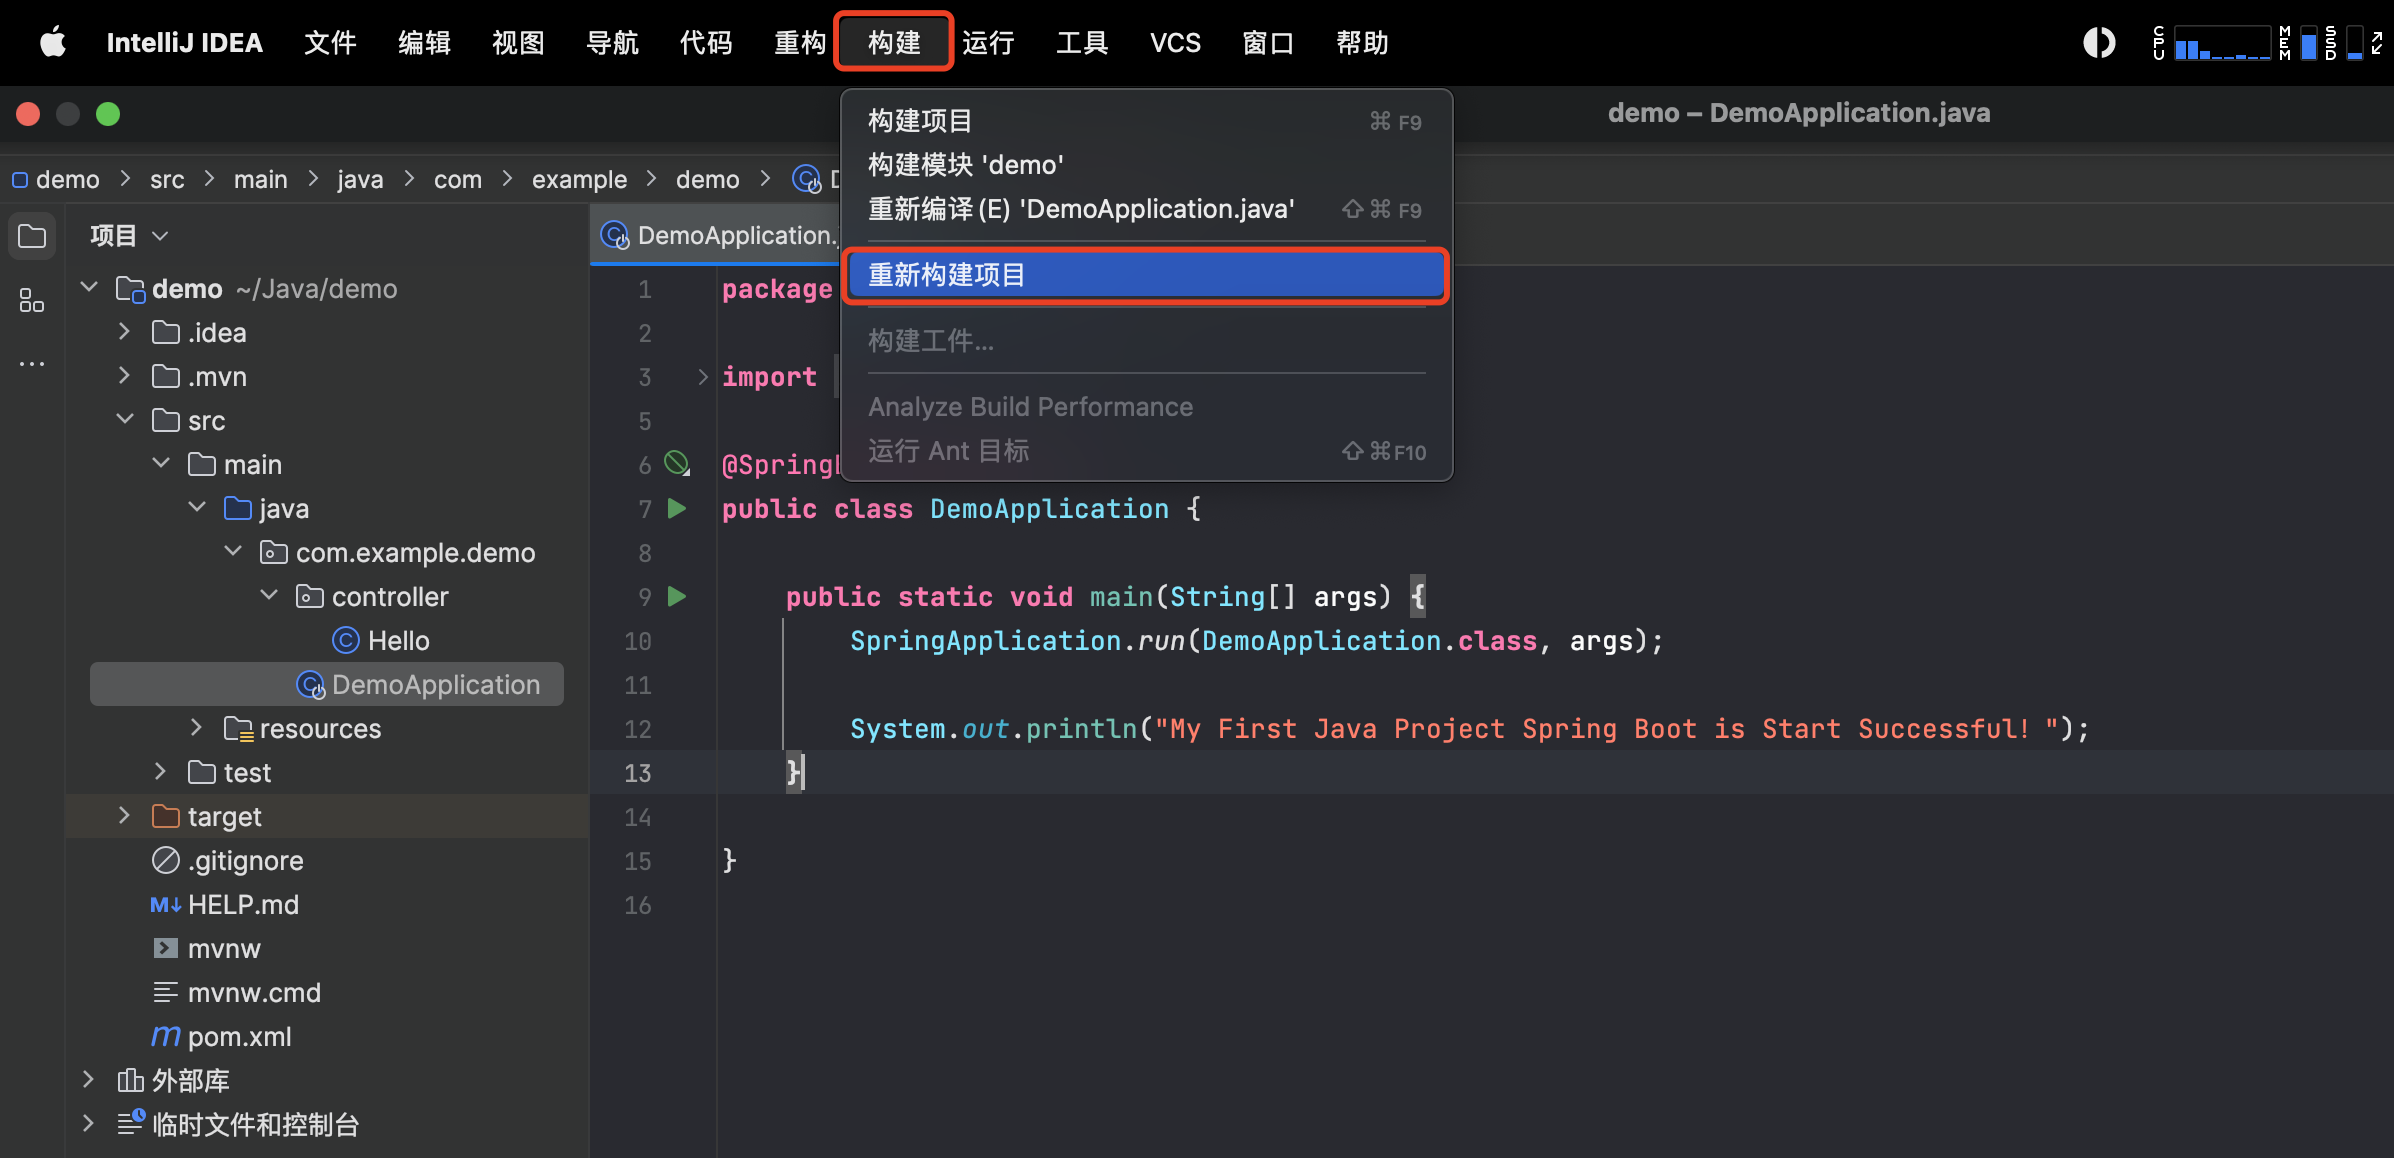 IntelliJ IDEA 文件 编辑 视图 导航 代码 重构 构建 运行 工具 VCS 窗口 帮助 CPU MEM SSD
demo – DemoApplication.java
构建项目 ⌘ F9
构建模块 'demo'
重新编译(E) 'DemoApplication.java' ⇧⌘ F9
重新构建项目
构建工件...
Analyze Build Performance
运行 Ant 目标 ⇧⌘F10
demo > src > main > java > com > example > demo >
项目
demo ~/Java/demo
.idea
.mvn
src
main
java
com.example.demo
controller
Hello
DemoApplication
resources
test
target
.gitignore
M↓ HELP.md
mvnw
mvnw.cmd
m pom.xml
外部库
临时文件和控制台
DemoApplication.
1 package
2
3 import
5
6
7 public class DemoApplication {
8
9 public static void main(String[] args) {
10 SpringApplication.run(DemoApplication.class, args);
11
12 System.out.println("My First Java Project Spring Boot is Start Successful! ");
13 }
14
15 }
16